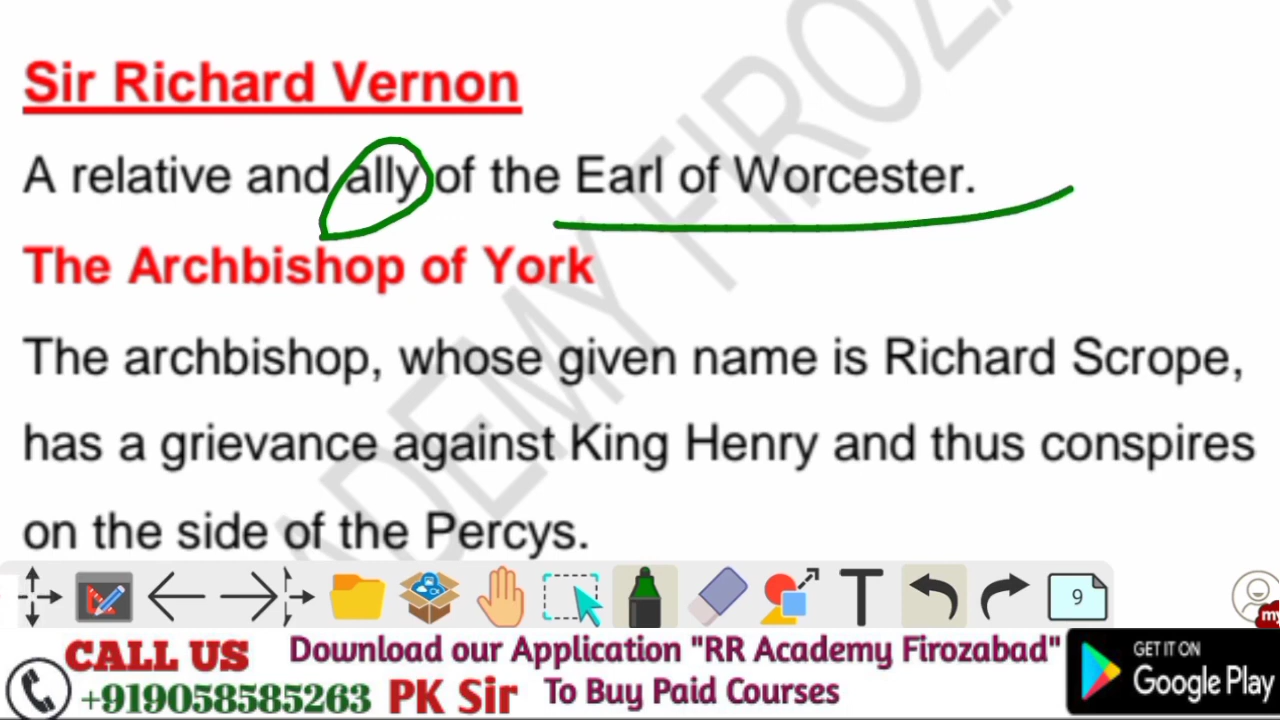 Sir Richard Vernon
A relative and ally of the Earl of Worcester.
The Archbishop of York
The archbishop, whose given name is Richard Scrope,
has a grievance against King Henry and thus conspires
on the side of the Percys.
ADEMY FIROZA
T
9
my
CALL US
+919058585263
PK Sir
Download our Application "RR Academy Firozabad"
To Buy Paid Courses
GET IT ON
Google Play